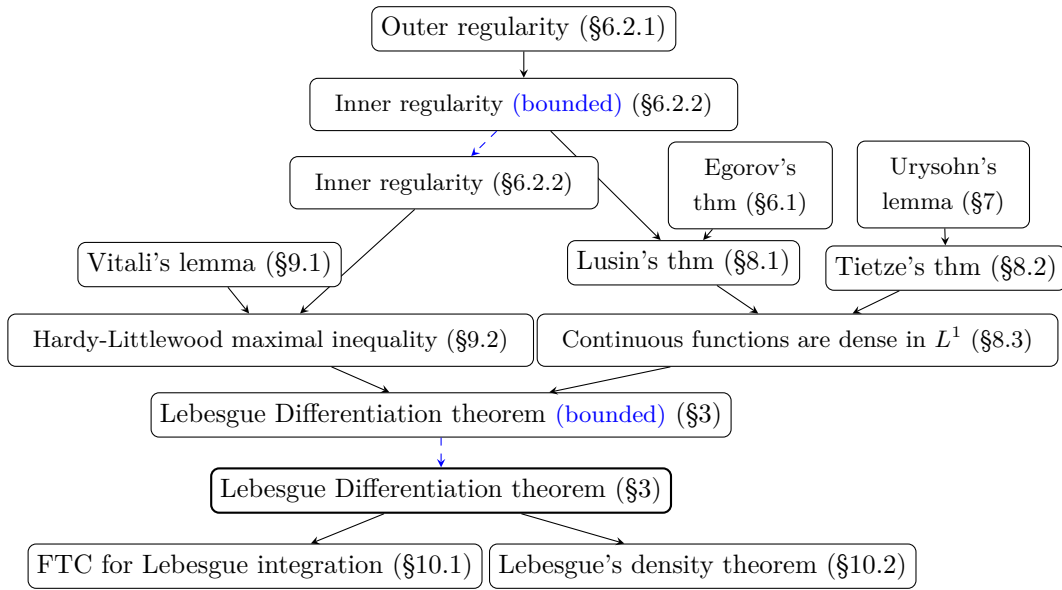 Outer regularity (§6.2.1)
Inner regularity (bounded) (§6.2.2)
Inner regularity (§6.2.2)
Egorov's
thm (§6.1)
Urysohn's
lemma (§7)
Vitali's lemma (§9.1)
Lusin's thm (§8.1)
Tietze's thm (§8.2)
Hardy-Littlewood maximal inequality (§9.2)
Continuous functions are dense in L¹ (§8.3)
Lebesgue Differentiation theorem (bounded) (§3)
Lebesgue Differentiation theorem (§3)
FTC for Lebesgue integration (§10.1)
Lebesgue's density theorem (§10.2)